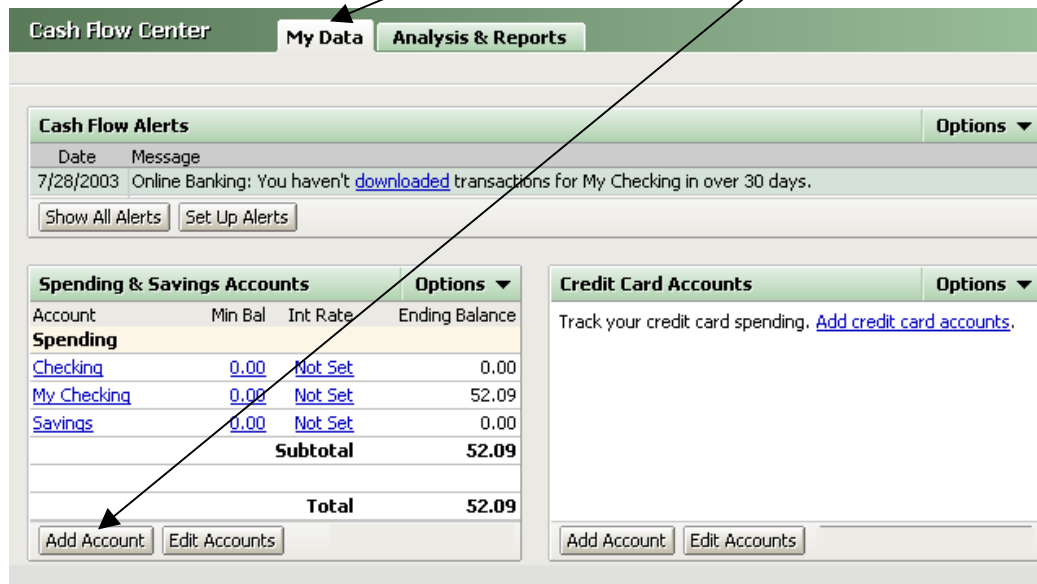 Cash Flow Center My Data Analysis & Reports
Cash Flow Alerts Options
Date Message
7/28/2003 Online Banking: You haven't downloaded transactions for My Checking in over 30 days.
Show All Alerts Set Up Alerts
Spending & Savings Accounts Options
Account Min Bal Int Rate Ending Balance
Spending
Checking 0.00 Not Set 0.00
My Checking 0.00 Not Set 52.09
Savings 0.00 Not Set 0.00
Subtotal 52.09
Total 52.09
Add Account Edit Accounts
Credit Card Accounts Options
Track your credit card spending. Add credit card accounts.
Add Account Edit Accounts